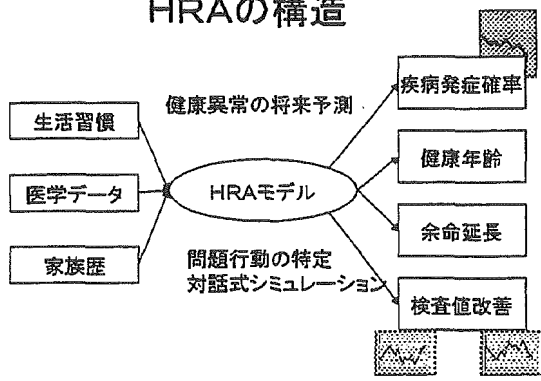 HRAの構造
健康異常の将来予測
生活習慣
医学データ
家族歴
HRAモデル
問題行動の特定
対話式シミュレーション
疾病発症確率
健康年齢
余命延長
検査値改善